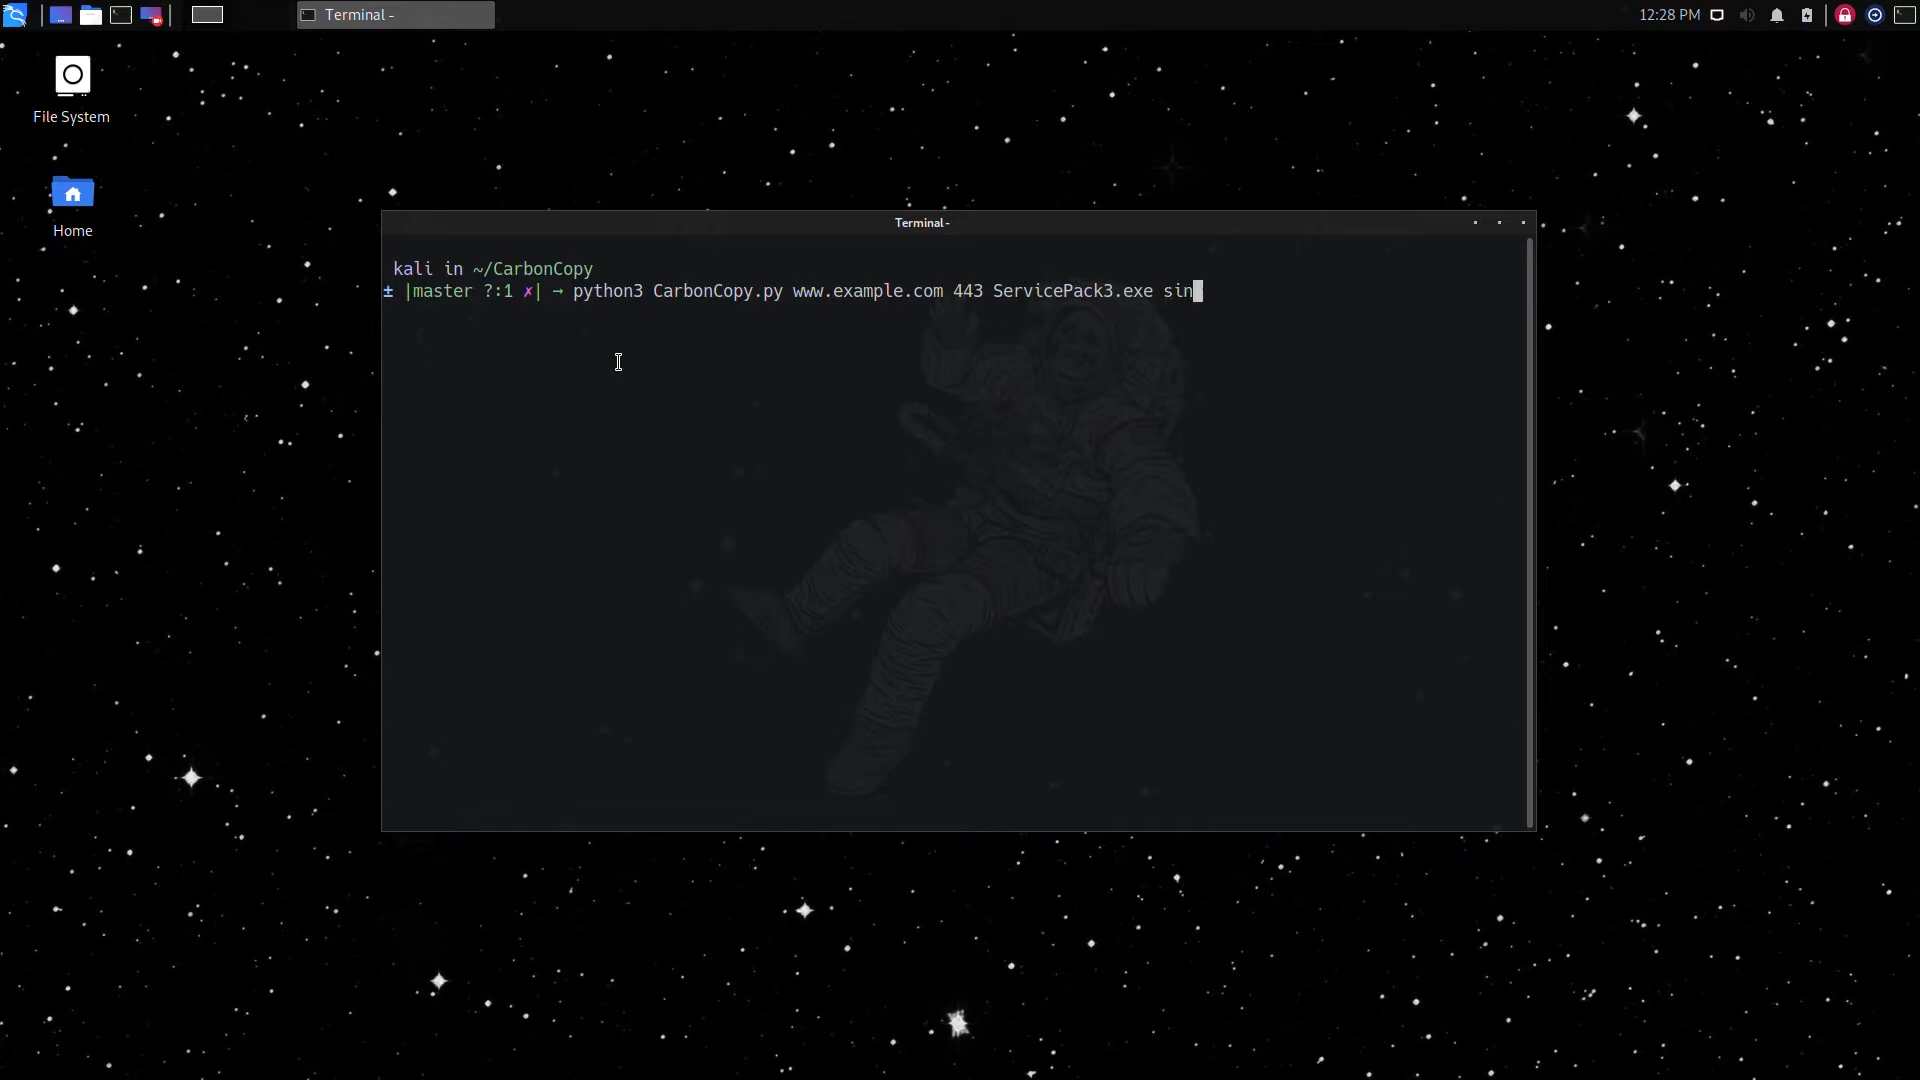 Terminal -
12:28 PM
File System
Home
Terminal -
kali in ~/CarbonCopy
± |master ?:1 ✗| → python3 CarbonCopy.py www.example.com 443 ServicePack3.exe sin